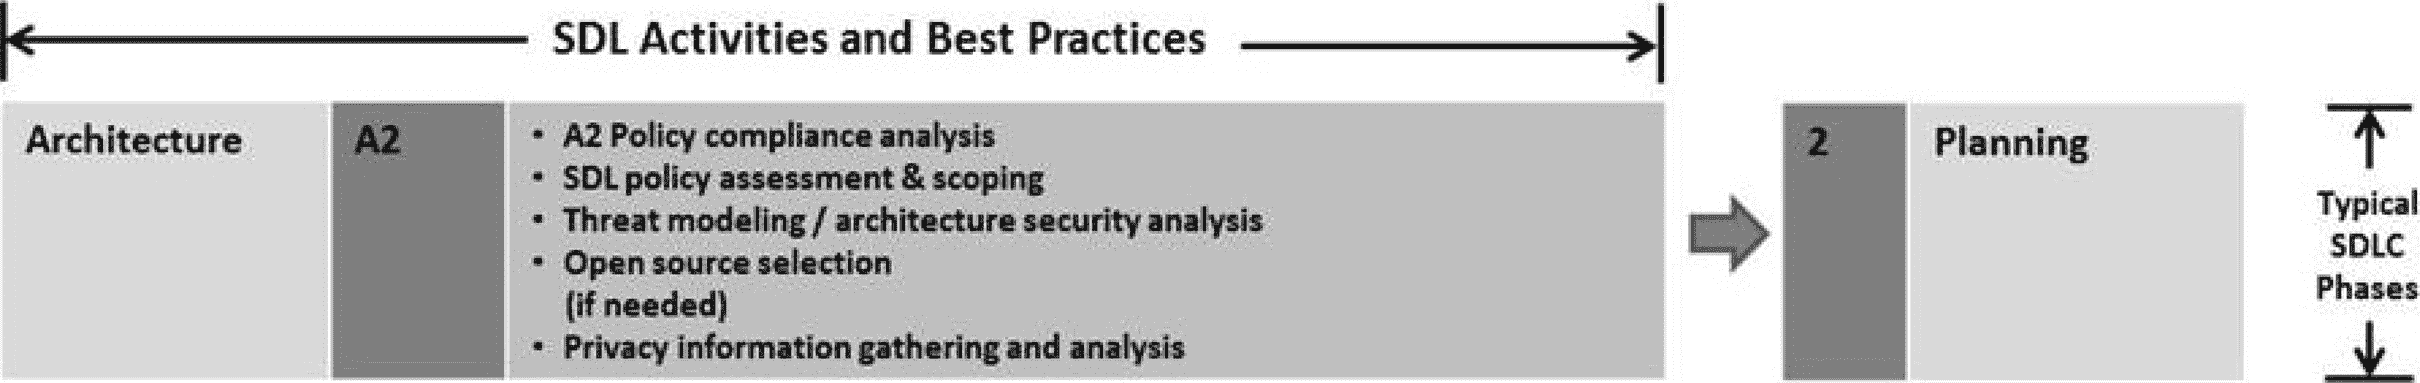 SDL Activities and Best Practices
Architecture
A2
• A2 Policy compliance analysis
• SDL policy assessment & scoping
• Threat modeling / architecture security analysis
• Open source selection
(if needed)
• Privacy information gathering and analysis
2
Planning
Typical
SDLC
Phases